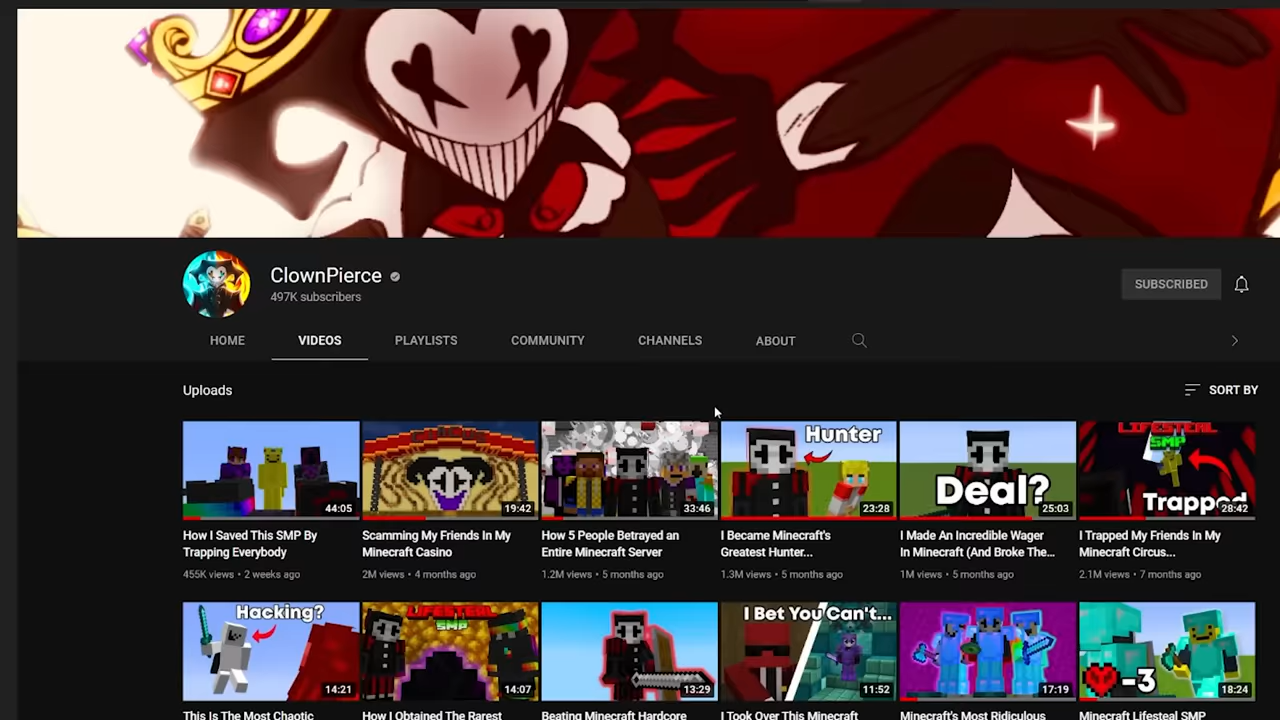 ClownPierce
497K subscribers
SUBSCRIBED
HOME
VIDEOS
PLAYLISTS
COMMUNITY
CHANNELS
ABOUT
Uploads
SORT BY
44:05
19:42
33:46
Hunter
23:28
Deal?
25:03
LIFESTEAL
SMP
Trapped
28:42
How I Saved This SMP By
Trapping Everybody
455K views • 2 weeks ago
Scamming My Friends In My
Minecraft Casino
2M views • 4 months ago
How 5 People Betrayed an
Entire Minecraft Server
1.2M views • 5 months ago
I Became Minecraft's
Greatest Hunter...
1.3M views • 5 months ago
I Made An Incredible Wager
In Minecraft (And Broke The...
1M views • 5 months ago
I Trapped My Friends In My
Minecraft Circus...
2.1M views • 7 months ago
Hacking?
14:21
LIFESTEAL
SMP
14:07
13:29
I Bet You Can't...
11:52
17:19
-3
18:24
This Is The Most Chaotic
How I Obtained The Rarest
Beating Minecraft Hardcore
I Took Over This Minecraft
Minecraft's Most Ridiculous
Minecraft Lifesteal SMP